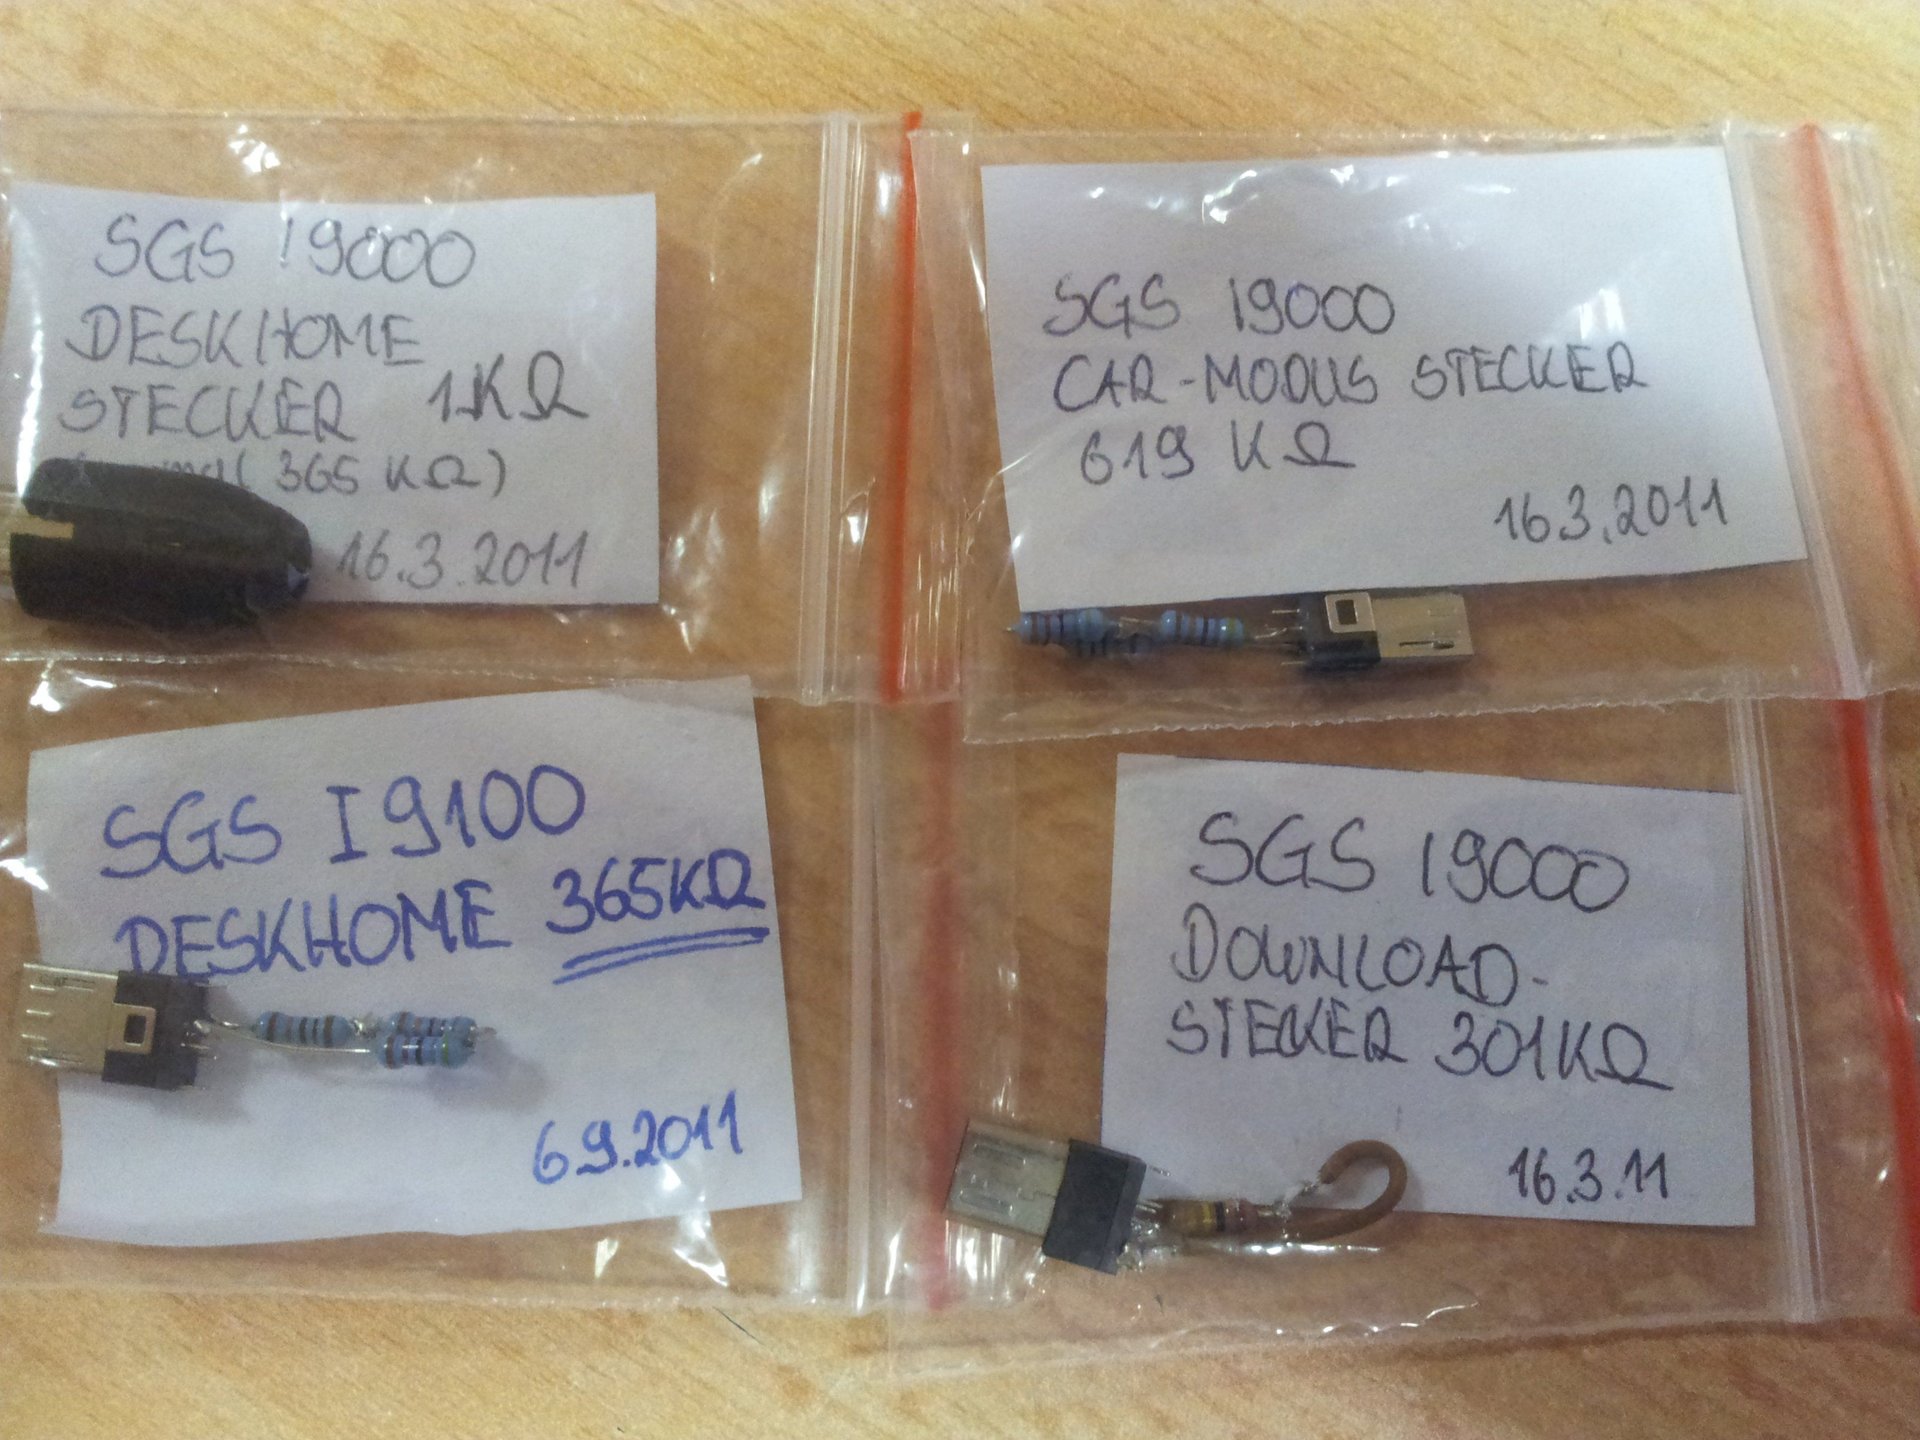 SGS I9000
DESKHOME
STECKER 1KΩ
(365 KΩ)
16.3.2011
SGS I9000
CAR-MODUS STECKER
619 KΩ
16.3.2011
SGS I9100
DESKHOME 365KΩ
6.9.2011
SGS I9000
DOWNLOAD-
STECKER 301KΩ
16.3.11